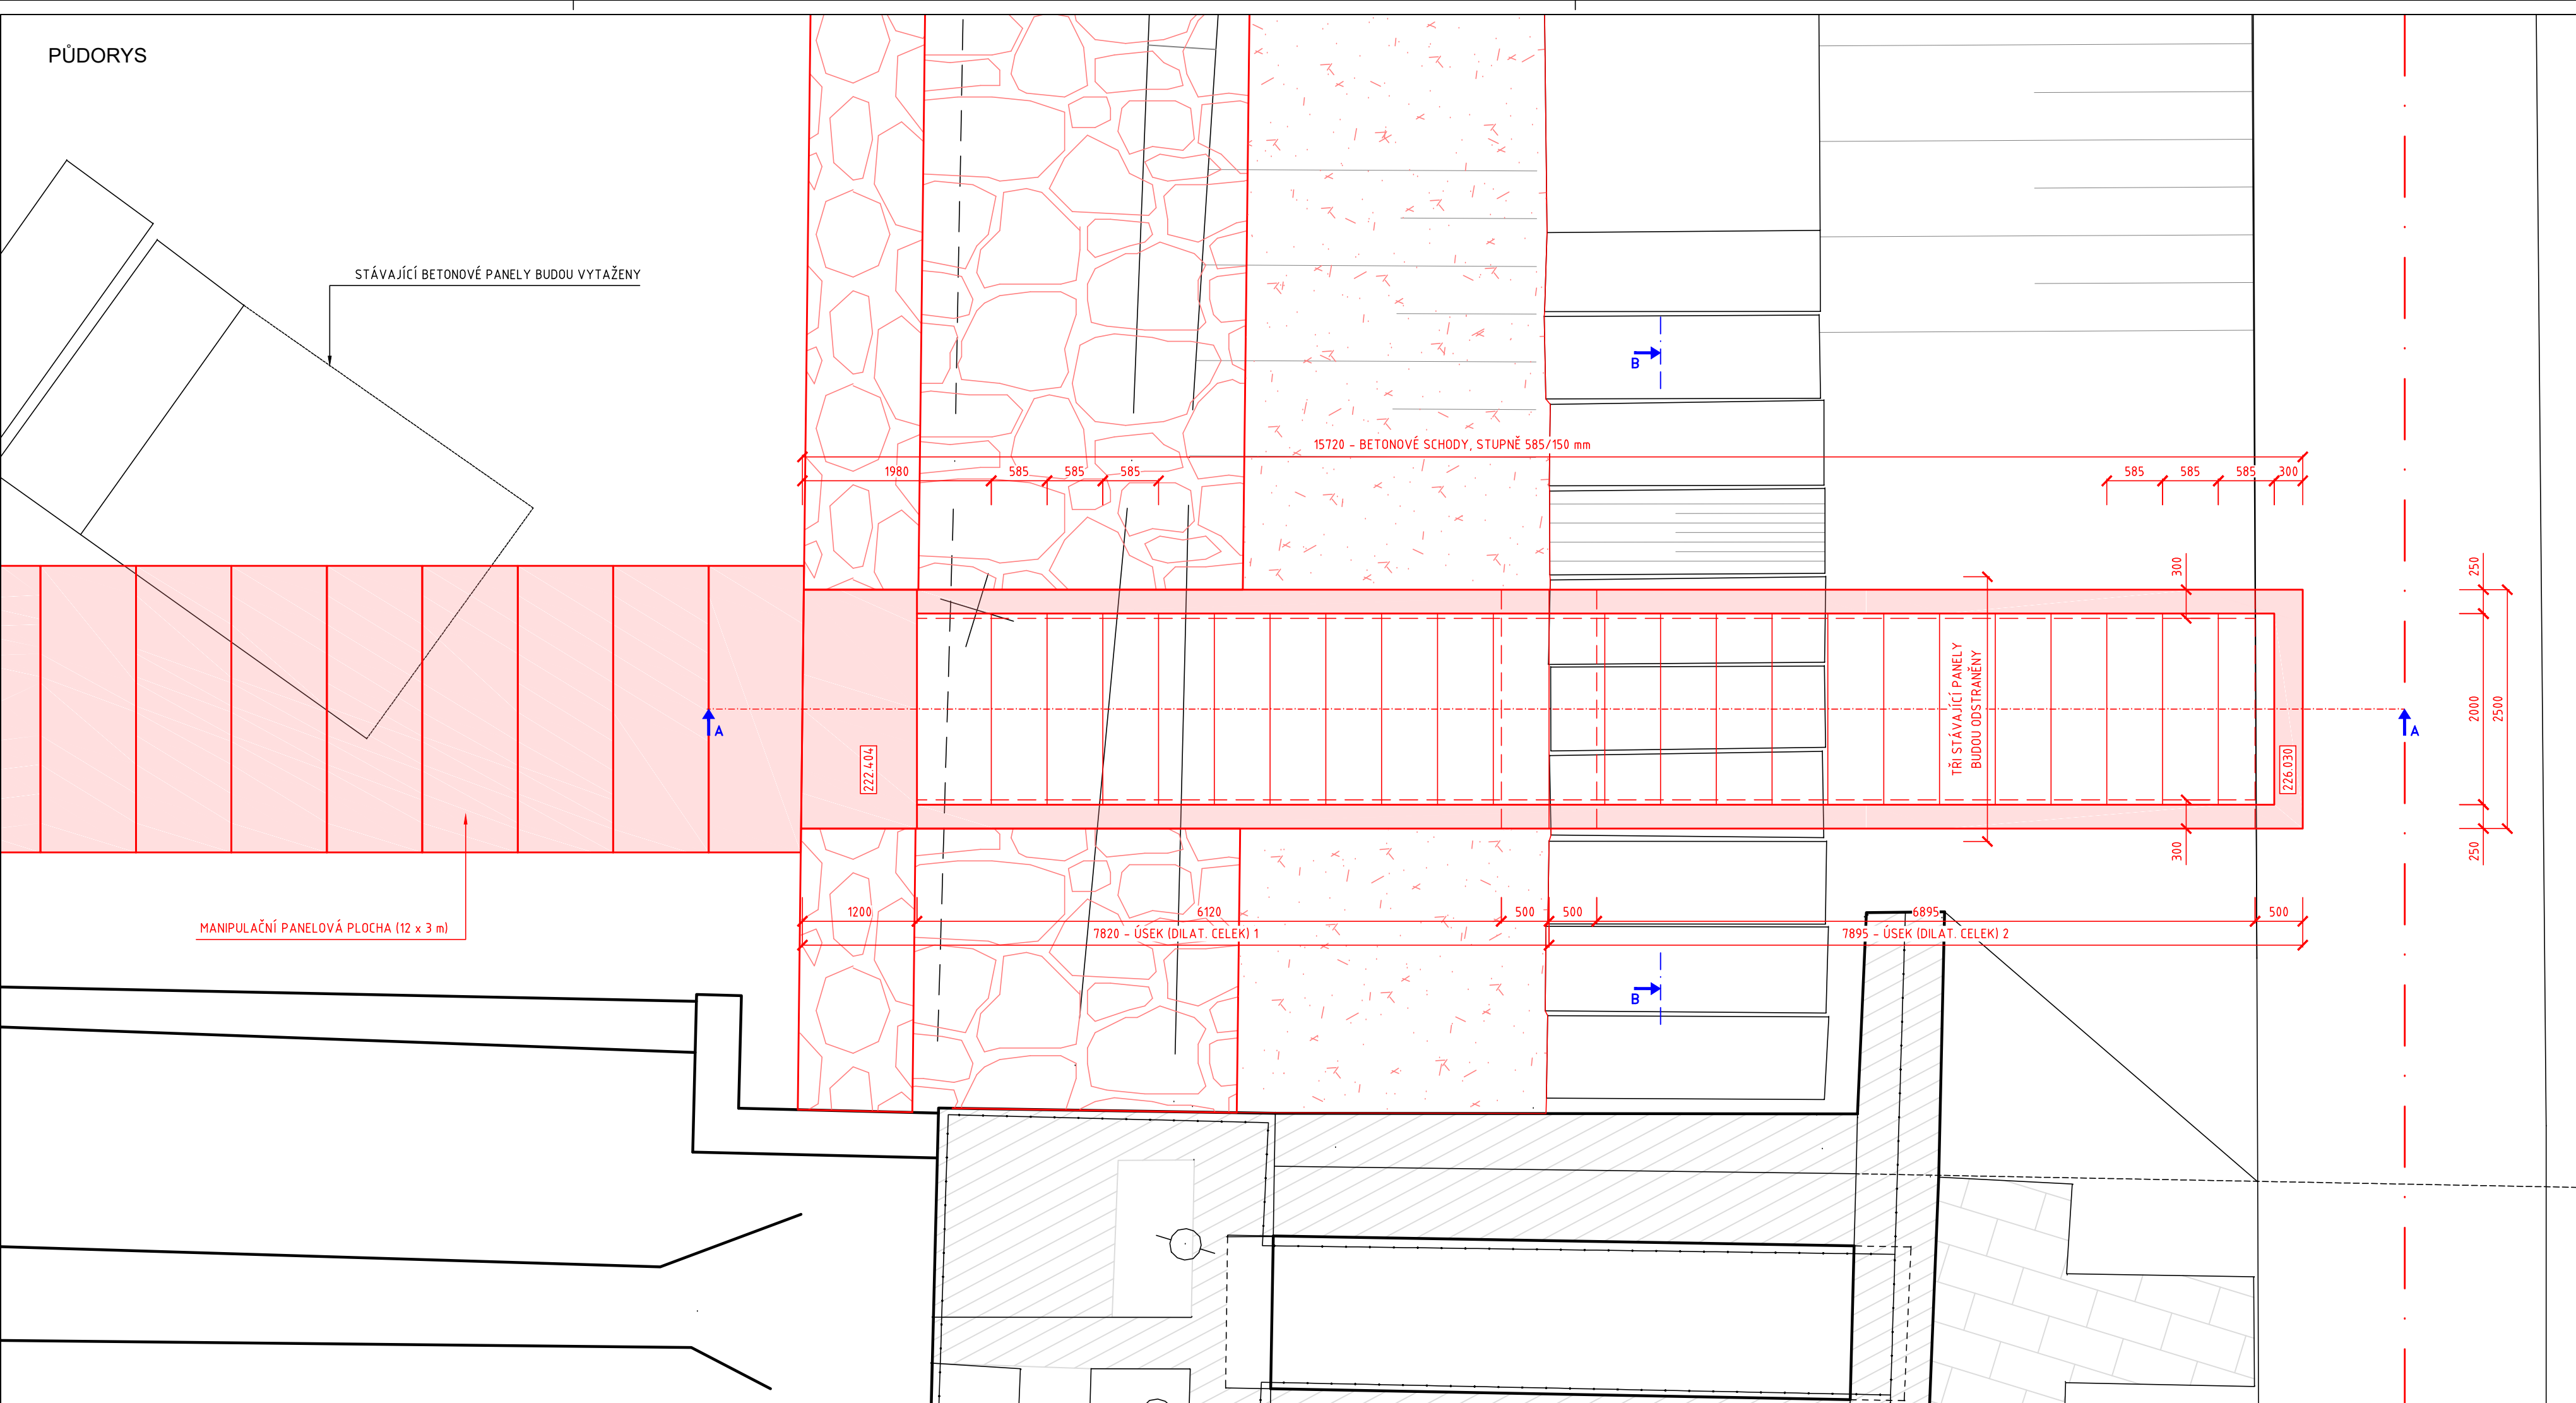 PŮDORYS
STÁVAJÍCÍ BETONOVÉ PANELY BUDOU VYTAŽENY
B
15720 - BETONOVÉ SCHODY, STUPNĚ 585/150 mm
1980
585
585
585
585
585
585
300
300
250
TŘI STÁVAJÍCÍ PANELY
BUDOU ODSTRANĚNY
2000
2500
A
A
222.404
226.030
300
250
MANIPULAČNÍ PANELOVÁ PLOCHA (12 x 3 m)
1200
6120
500
500
6895
500
7820 - ÚSEK (DILAT. CELEK) 1
7895 - ÚSEK (DILAT. CELEK) 2
B